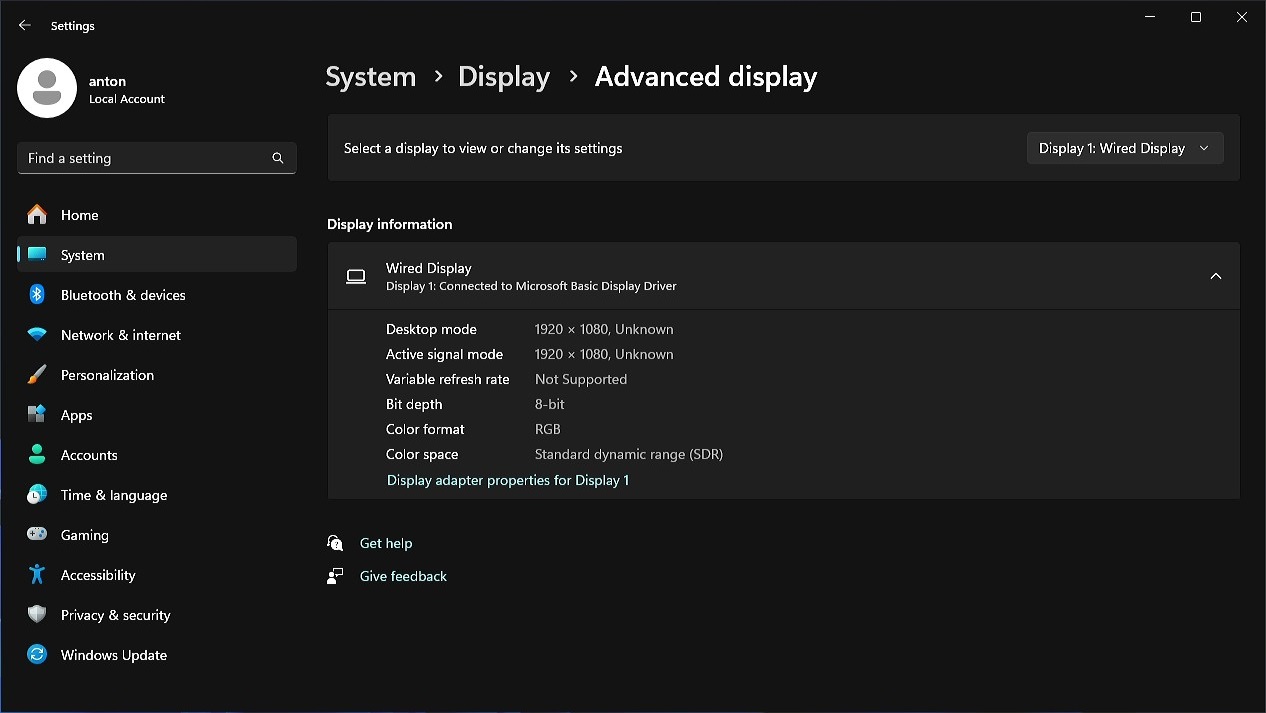 Settings
anton
Local Account
Find a setting
Home
System
Bluetooth & devices
Network & internet
Personalization
Apps
Accounts
Time & language
Gaming
Accessibility
Privacy & security
Windows Update
System › Display › Advanced display
Select a display to view or change its settings
Display 1: Wired Display
Display information
Wired Display
Display 1: Connected to Microsoft Basic Display Driver
Desktop mode 1920 × 1080, Unknown
Active signal mode 1920 × 1080, Unknown
Variable refresh rate Not Supported
Bit depth 8-bit
Color format RGB
Color space Standard dynamic range (SDR)
Display adapter properties for Display 1
Get help
Give feedback